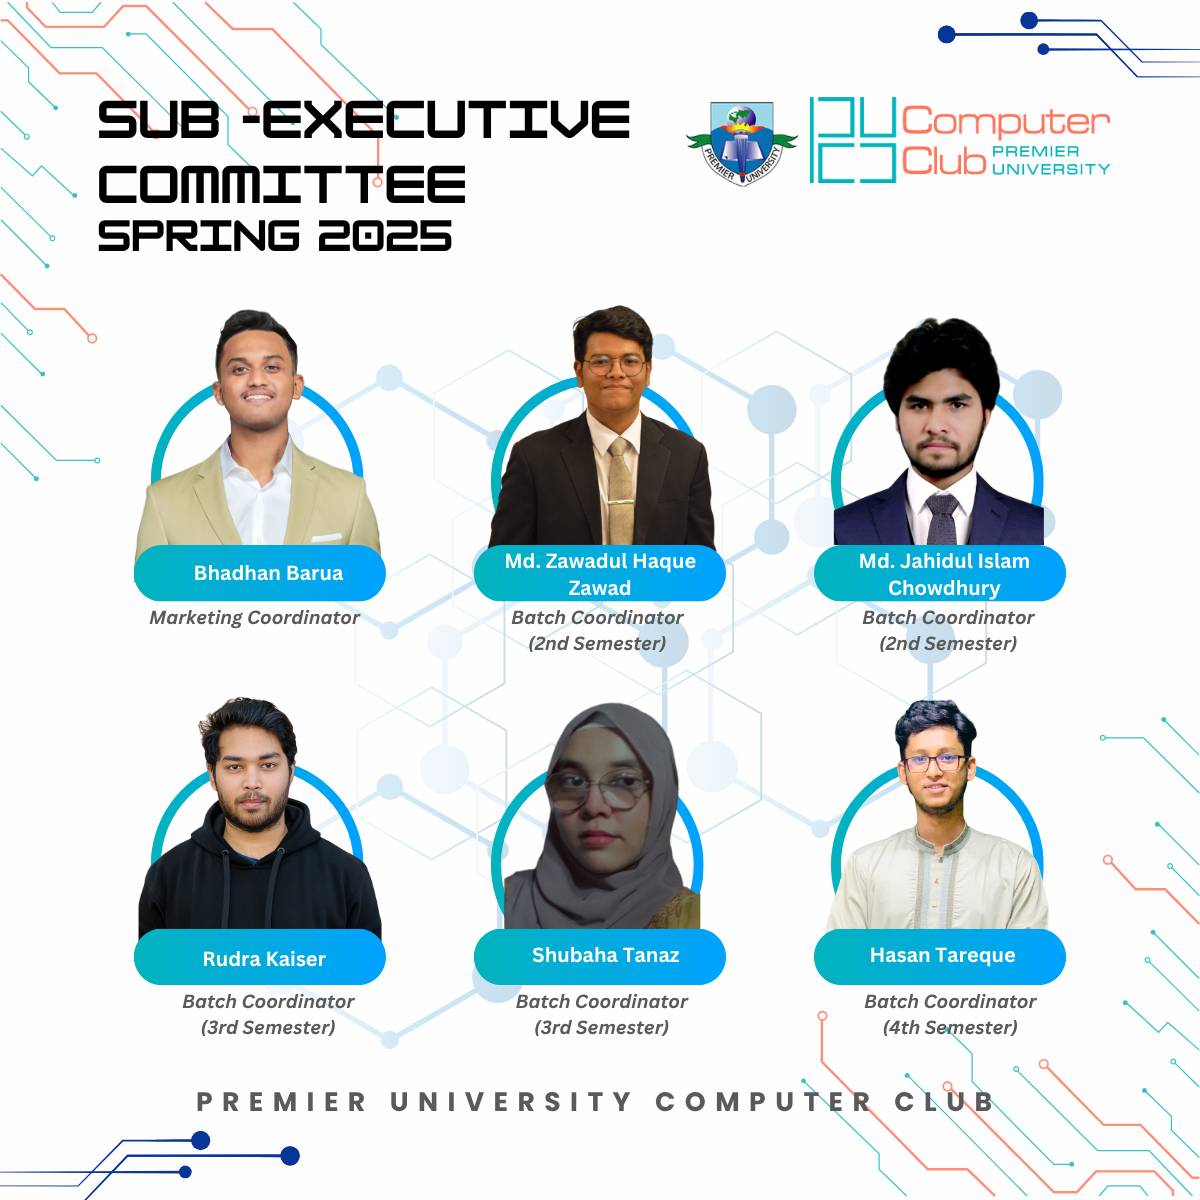 SUB -EXECUTIVE
COMMITTEE
SPRING 2025
PREMIER UNIVERSITY
Computer
Club PREMIER
UNIVERSITY
Bhadhan Barua
Marketing Coordinator
Md. Zawadul Haque
Zawad
Batch Coordinator
(2nd Semester)
Md. Jahidul Islam
Chowdhury
Batch Coordinator
(2nd Semester)
Rudra Kaiser
Batch Coordinator
(3rd Semester)
Shubaha Tanaz
Batch Coordinator
(3rd Semester)
Hasan Tareque
Batch Coordinator
(4th Semester)
PREMIER UNIVERSITY COMPUTER CLUB